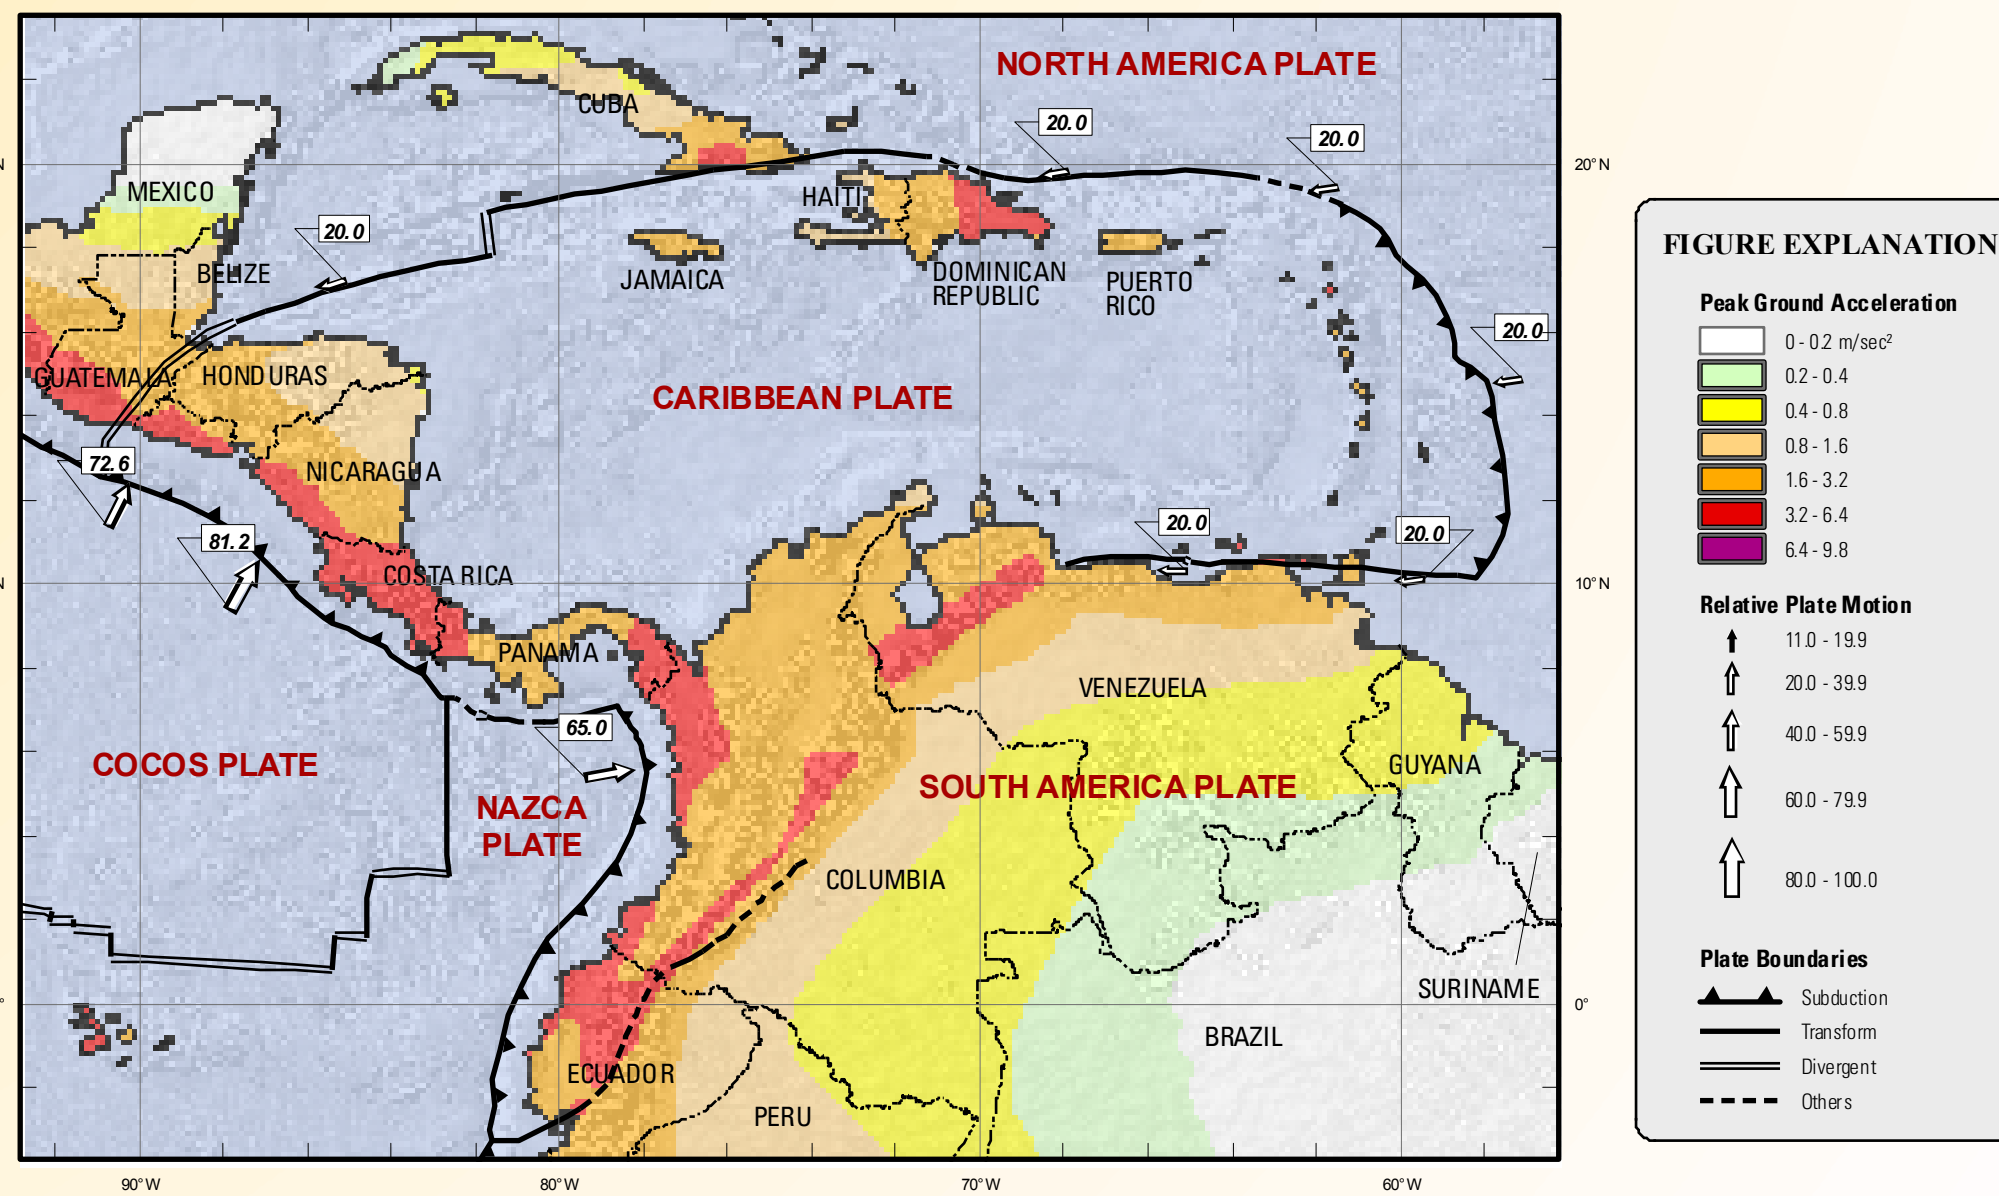 NORTH AMERICA PLATE
CUBA
20.0
20.0
20°N
N
MEXICO
HAITI
20.0
BELIZE
JAMAICA
DOMINICAN
REPUBLIC
PUERTO
RICO
20.0
GUATEMALA
HONDURAS
CARIBBEAN PLATE
72.6
NICARAGUA
81.2
20.0
20.0
COSTA RICA
N
10°N
PANAMA
VENEZUELA
65.0
COCOS PLATE
GUYANA
SOUTH AMERICA PLATE
NAZCA
PLATE
COLUMBIA
SURINAME
°
0°
BRAZIL
ECUADOR
PERU
90°W
80°W
70°W
60°W
FIGURE EXPLANATION
Peak Ground Acceleration
0 - 0.2 m/sec²
0.2 - 0.4
0.4 - 0.8
0.8 - 1.6
1.6 - 3.2
3.2 - 6.4
6.4 - 9.8
Relative Plate Motion
11.0 - 19.9
20.0 - 39.9
40.0 - 59.9
60.0 - 79.9
80.0 - 100.0
Plate Boundaries
Subduction
Transform
Divergent
Others